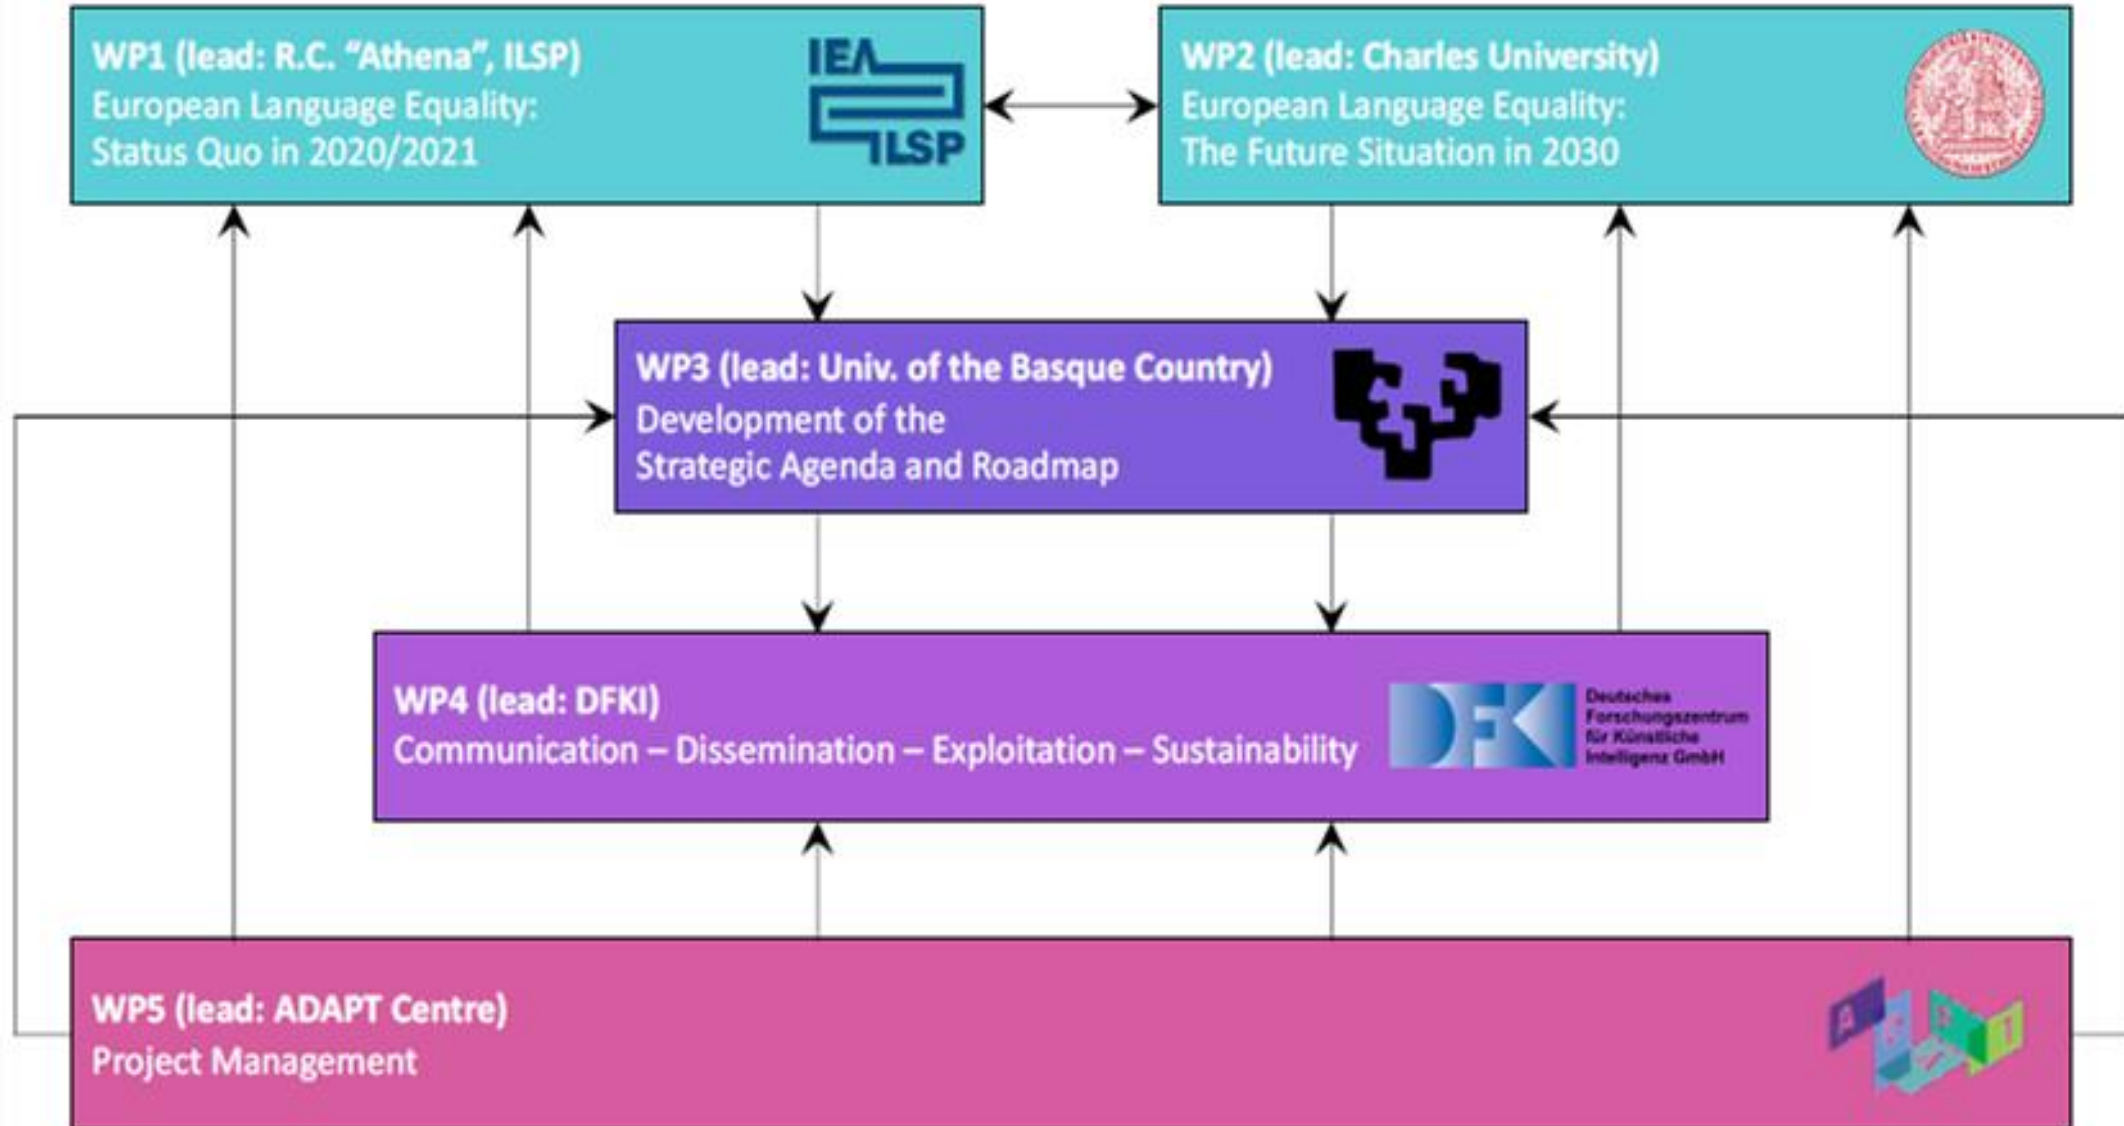 WP1 (lead: R.C. “Athena”, ILSP)
European Language Equality:
Status Quo in 2020/2021
ΙΕΛ
ILSP
WP2 (lead: Charles University)
European Language Equality:
The Future Situation in 2030
WP3 (lead: Univ. of the Basque Country)
Development of the
Strategic Agenda and Roadmap
WP4 (lead: DFKI)
Communication – Dissemination – Exploitation – Sustainability
DFK
Deutsches
Forschungszentrum
für Künstliche
Intelligenz GmbH
WP5 (lead: ADAPT Centre)
Project Management